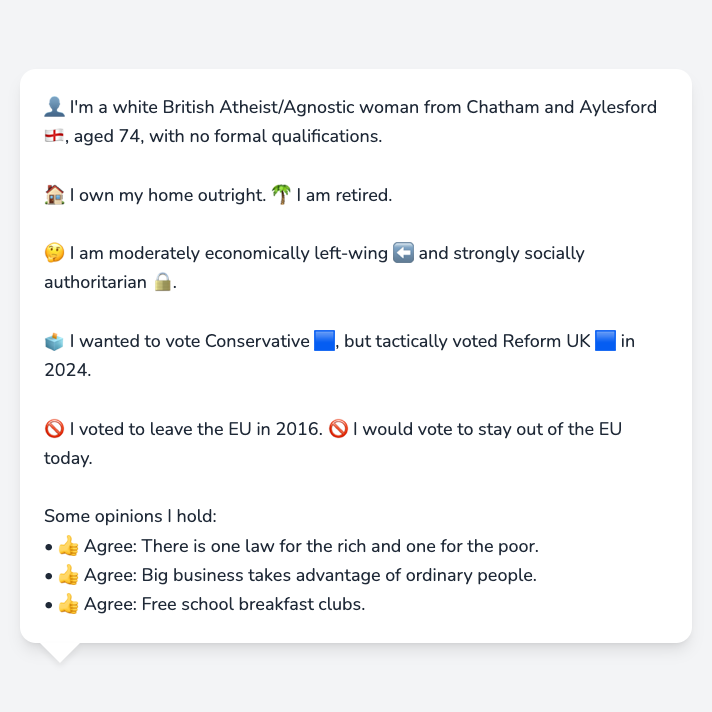 👤 I'm a white British Atheist/Agnostic woman from Chatham and Aylesford
🏴󠁧󠁢󠁥󠁮󠁧󠁿, aged 74, with no formal qualifications.
🏠 I own my home outright. 🌴 I am retired.
🤔 I am moderately economically left-wing ⬅️ and strongly socially
authoritarian 🔒.
🗳️ I wanted to vote Conservative 🟦, but tactically voted Reform UK 🟦 in
2024.
🚫 I voted to leave the EU in 2016. 🚫 I would vote to stay out of the EU
today.
Some opinions I hold:
• 👍 Agree: There is one law for the rich and one for the poor.
• 👍 Agree: Big business takes advantage of ordinary people.
• 👍 Agree: Free school breakfast clubs.